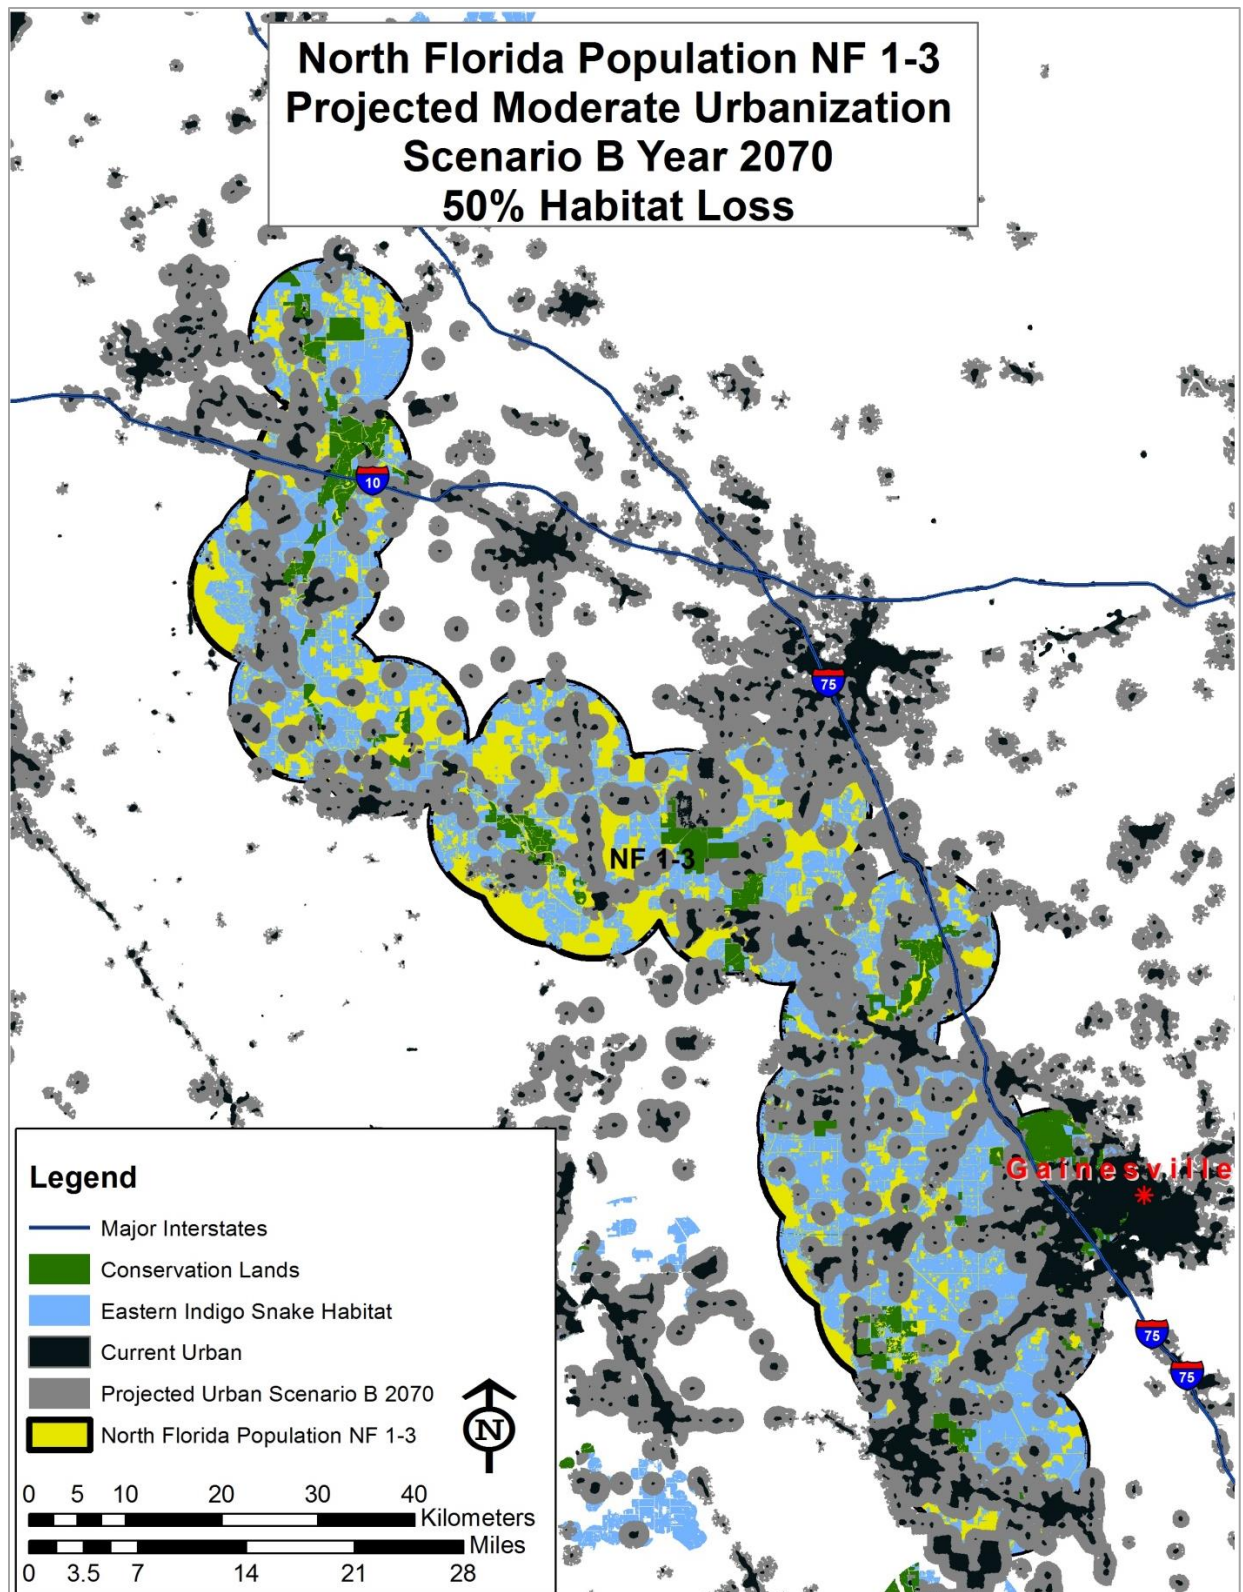 North Florida Population NF 1-3
Projected Moderate Urbanization
Scenario B Year 2070
50% Habitat Loss
10
75
NF 1-3
Gainesville
75
75
Legend
Major Interstates
Conservation Lands
Eastern Indigo Snake Habitat
Current Urban
Projected Urban Scenario B 2070
North Florida Population NF 1-3
N
0 5 10 20 30 40
Kilometers
Miles
0 3.5 7 14 21 28